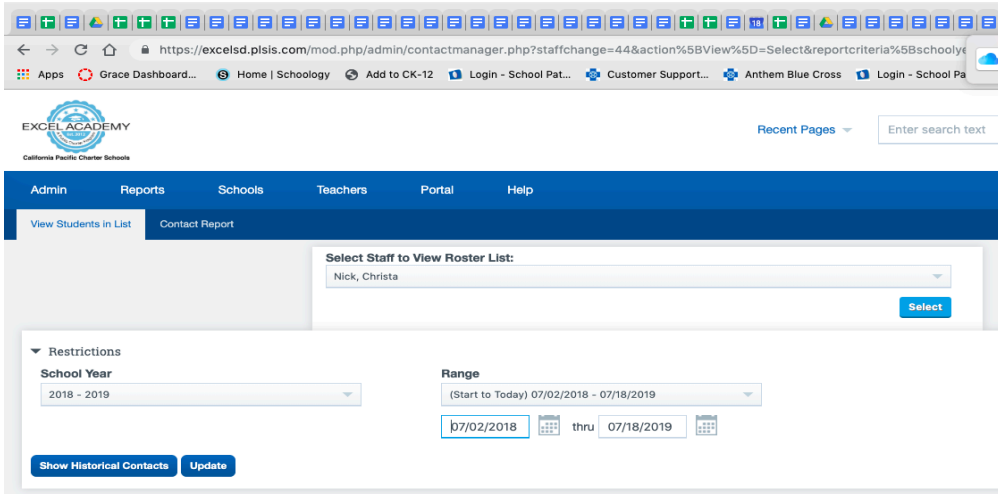 18
https://excelsd.plsis.com/mod.php/admin/contactmanager.php?staffchange=44&action%5BView%5D=Select&reportcriteria%5Bschoolye
Apps Grace Dashboard... Home | Schoology Add to CK-12 Login - School Pat... Customer Support... Anthem Blue Cross Login - School Pa
EXCEL ACADEMY
California Pacific Charter Schools
Recent Pages Enter search text
Admin Reports Schools Teachers Portal Help
View Students in List Contact Report
Select Staff to View Roster List:
Nick, Christa
Select
Restrictions
School Year Range
2018 - 2019 (Start to Today) 07/02/2018 - 07/18/2019
07/02/2018 thru 07/18/2019
Show Historical Contacts Update